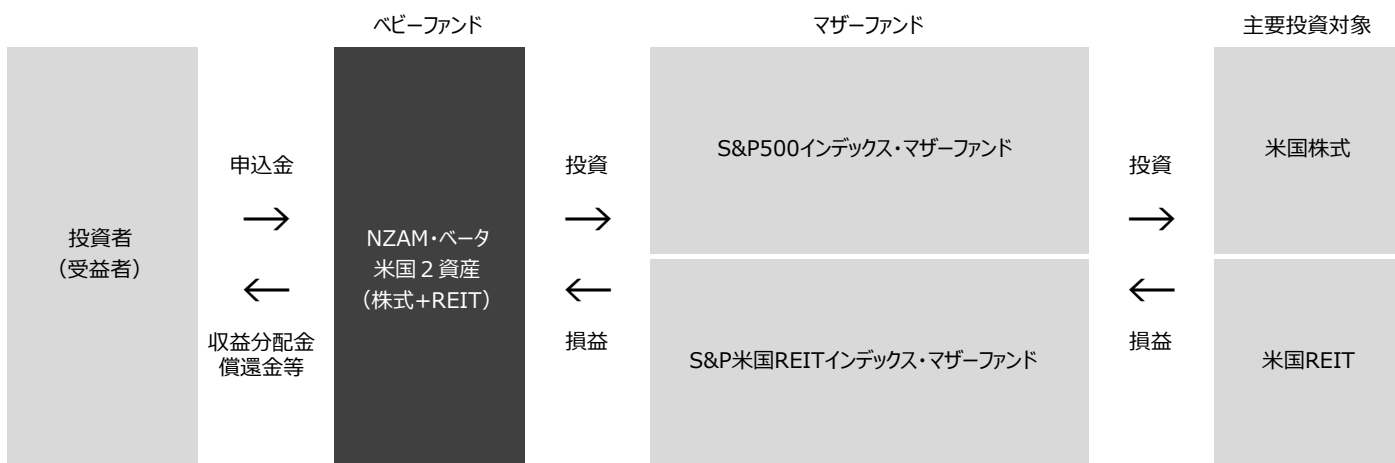 ベビーファンド
マザーファンド
主要投資対象
投資者
（受益者）
申込金
→
←
収益分配金
償還金等
NZAM・ベータ
米国２資産
（株式+REIT）
投資
→
←
損益
S&P500インデックス・マザーファンド
S&P米国REITインデックス・マザーファンド
投資
→
←
損益
米国株式
米国REIT